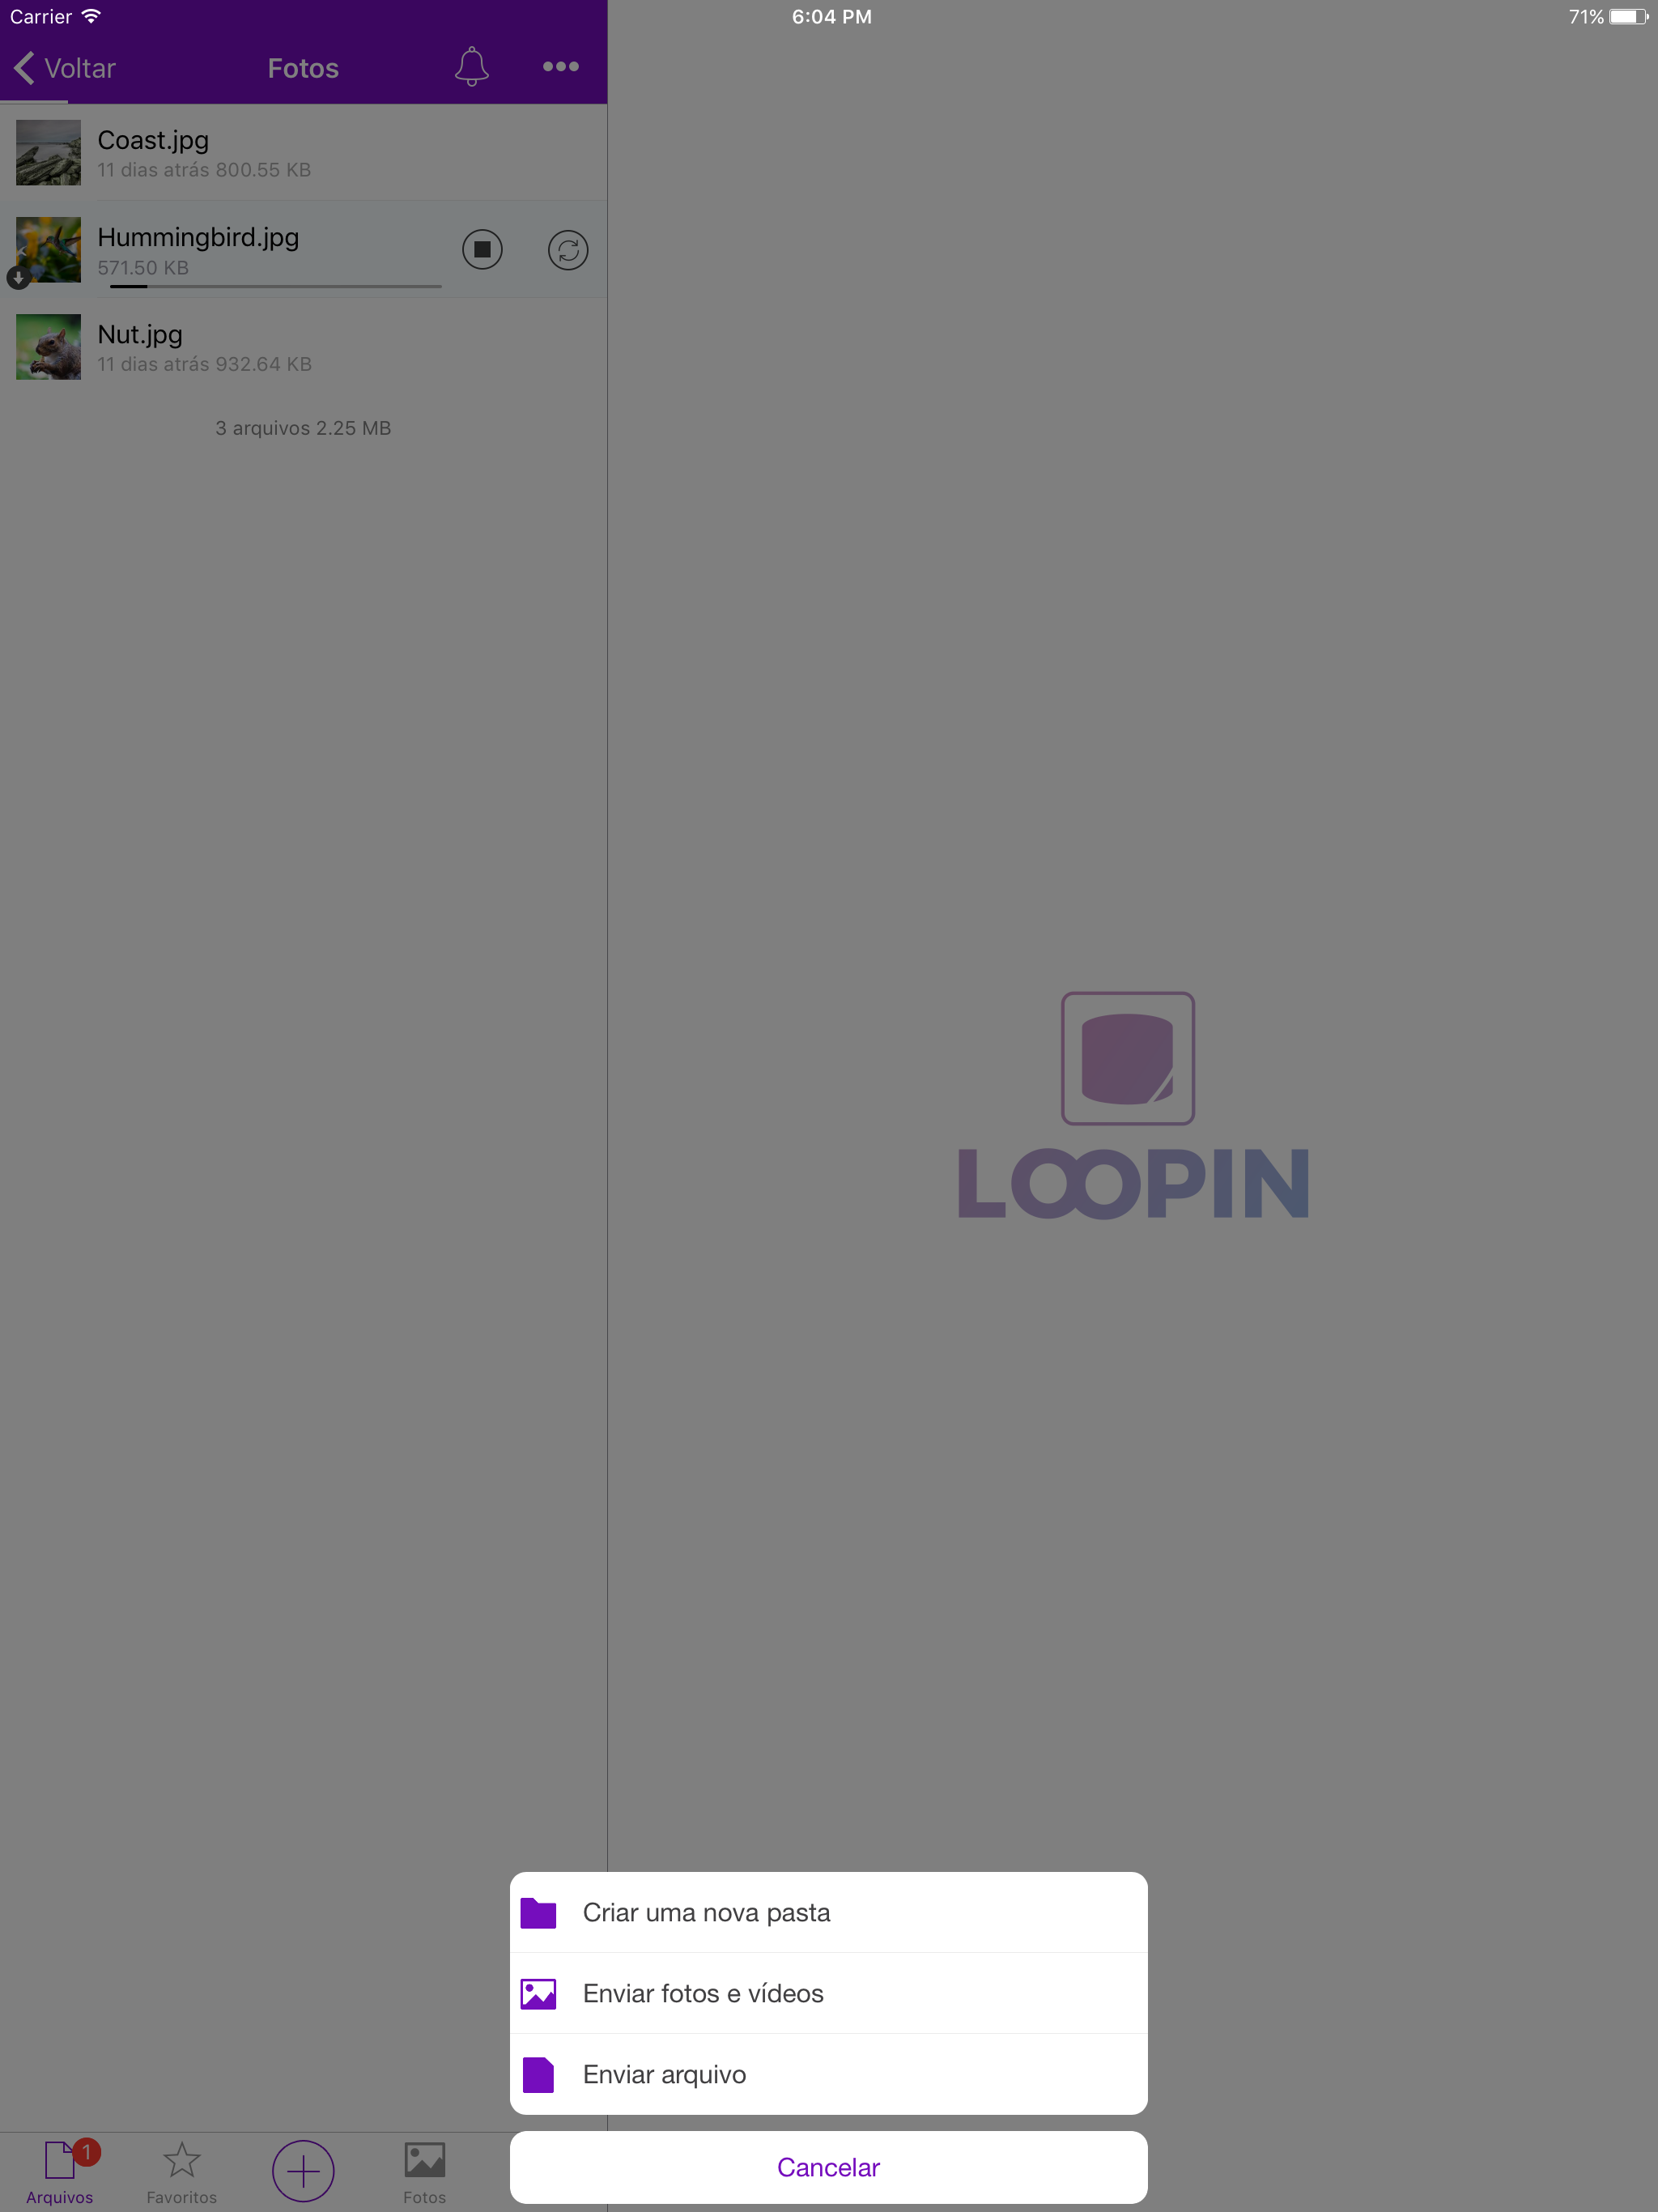 Carrier
6:04 PM
71%
Voltar
Fotos
Coast.jpg
11 dias atrás 800.55 KB
Hummingbird.jpg
571.50 KB
Nut.jpg
11 dias atrás 932.64 KB
3 arquivos 2.25 MB
LOOPIN
Criar uma nova pasta
Enviar fotos e vídeos
Enviar arquivo
Cancelar
1
Arquivos
Favoritos
Fotos